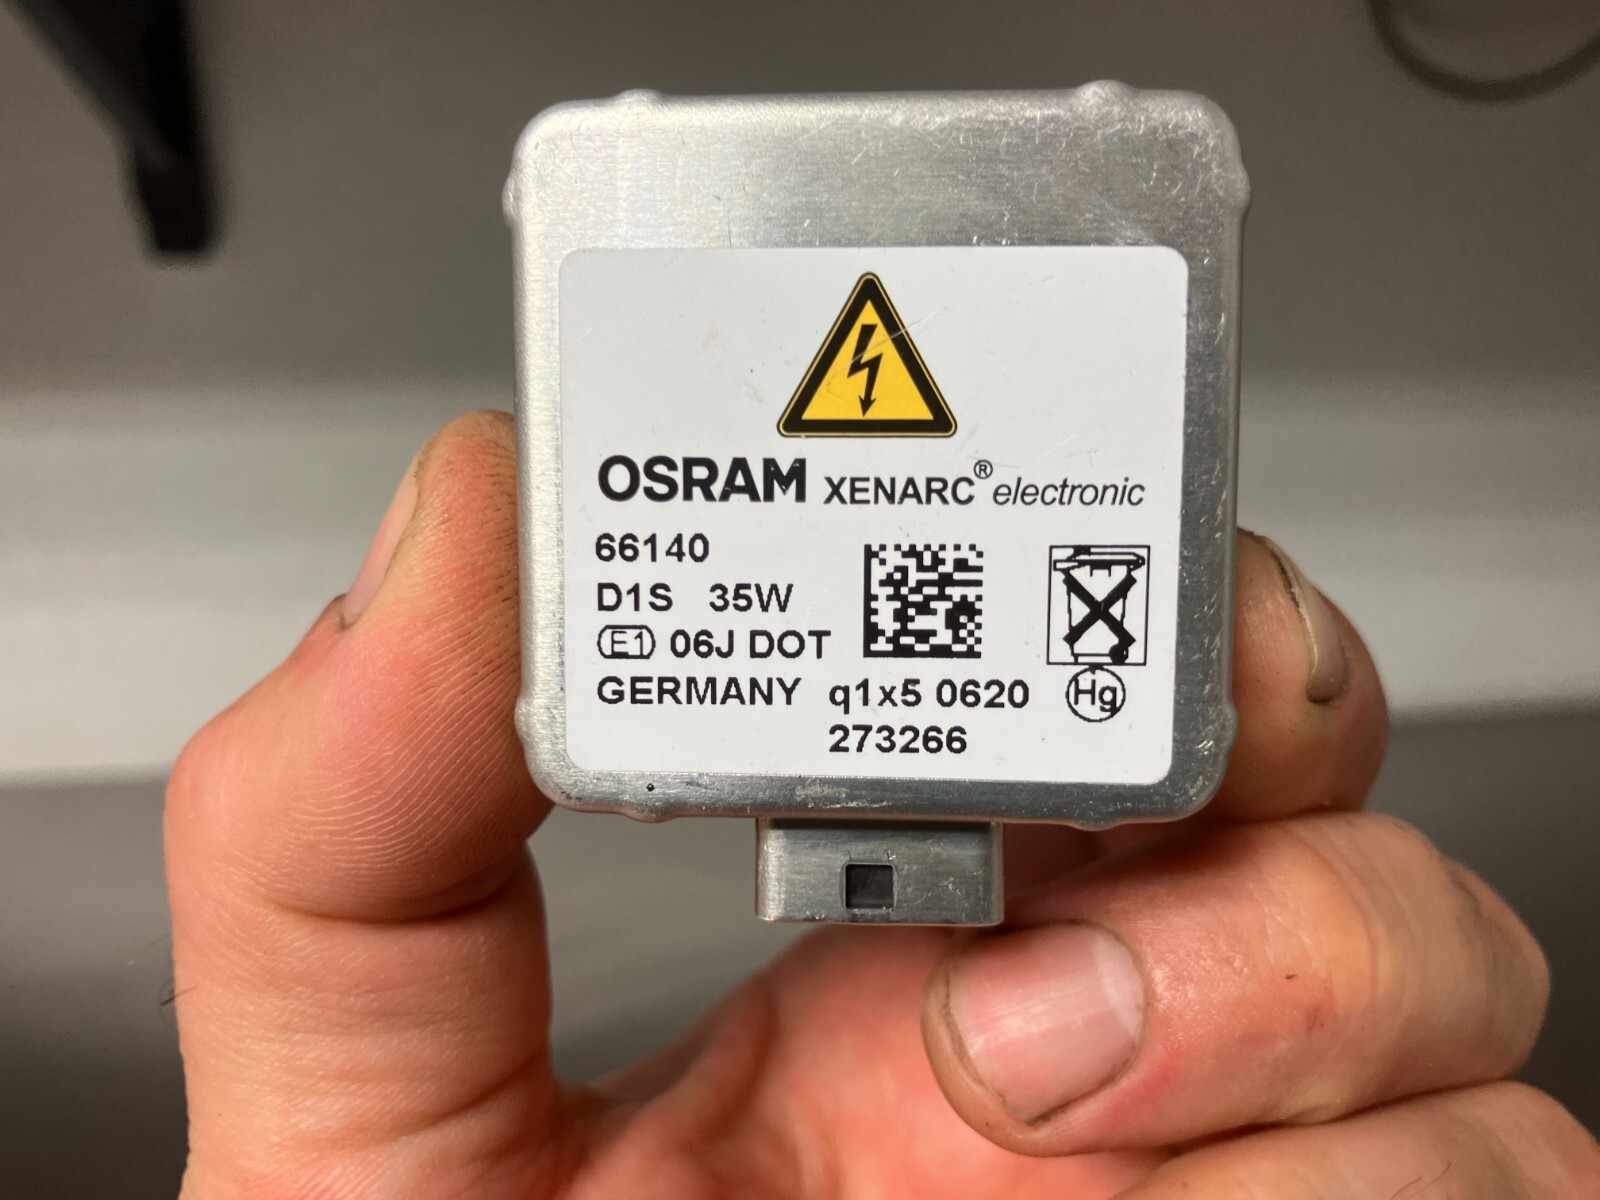 OSRAM XENARC® electronic
66140
D1S 35W
E1 06J DOT
GERMANY q1x5 0620
273266
Hg